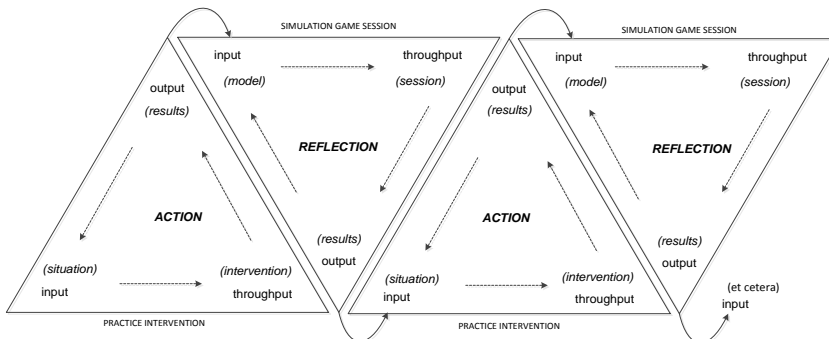 SIMULATION GAME SESSION
SIMULATION GAME SESSION
output
(results)
ACTION
(situation)
input
(intervention)
throughput
PRACTICE INTERVENTION
input
(model)
throughput
(session)
REFLECTION
(results)
output
output
(results)
ACTION
(situation)
input
(intervention)
throughput
PRACTICE INTERVENTION
input
(model)
throughput
(session)
REFLECTION
(results)
output
(et cetera)
input